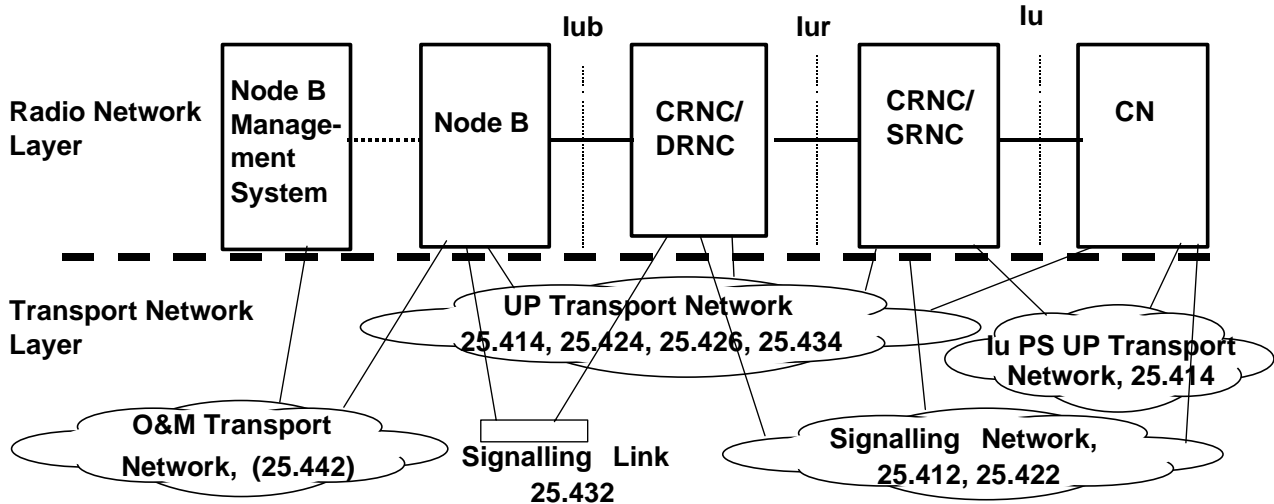 Iub
Iur
Iu
Radio Network
Layer
Node B
Manage-
ment
System
Node B
CRNC/
DRNC
CRNC/
SRNC
CN
Transport Network
Layer
UP Transport Network
25.414, 25.424, 25.426, 25.434
Iu PS UP Transport
Network, 25.414
O&M Transport
Network, (25.442)
Signalling Link
25.432
Signalling Network,
25.412, 25.422